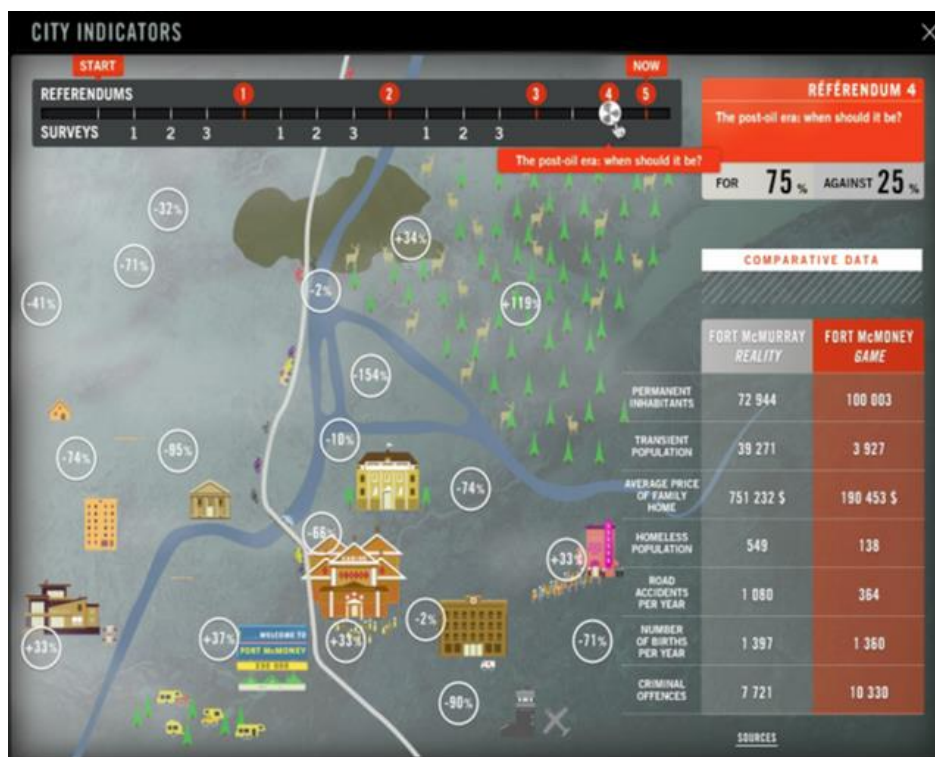 CITY INDICATORS
START
NOW
REFERENDUMS 1 2 3 4 5
SURVEYS 1 2 3 1 2 3 1 2 3
The post-oil era: when should it be?
RÉFÉRENDUM 4
The post-oil era: when should it be?
FOR 75 % AGAINST 25 %
COMPARATIVE DATA
FORT McMURRAY
REALITY
FORT McMONEY
GAME
PERMANENT
INHABITANTS
72 944
100 003
TRANSIENT
POPULATION
39 271
3 927
AVERAGE PRICE
OF FAMILY
HOME
751 232 $
190 453 $
HOMELESS
POPULATION
549
138
ROAD
ACCIDENTS
PER YEAR
1 080
364
NUMBER
OF BIRTHS
PER YEAR
1 397
1 360
CRIMINAL
OFFENCES
7 721
10 330
SOURCES
-32%
+34%
-71%
-2%
-41%
+119%
-154%
-10%
-95%
-74%
-74%
-66%
CASINO
+33%
-2%
+33%
+37%
+33%
-71%
WELCOME TO
FORT McMONEY
-90%